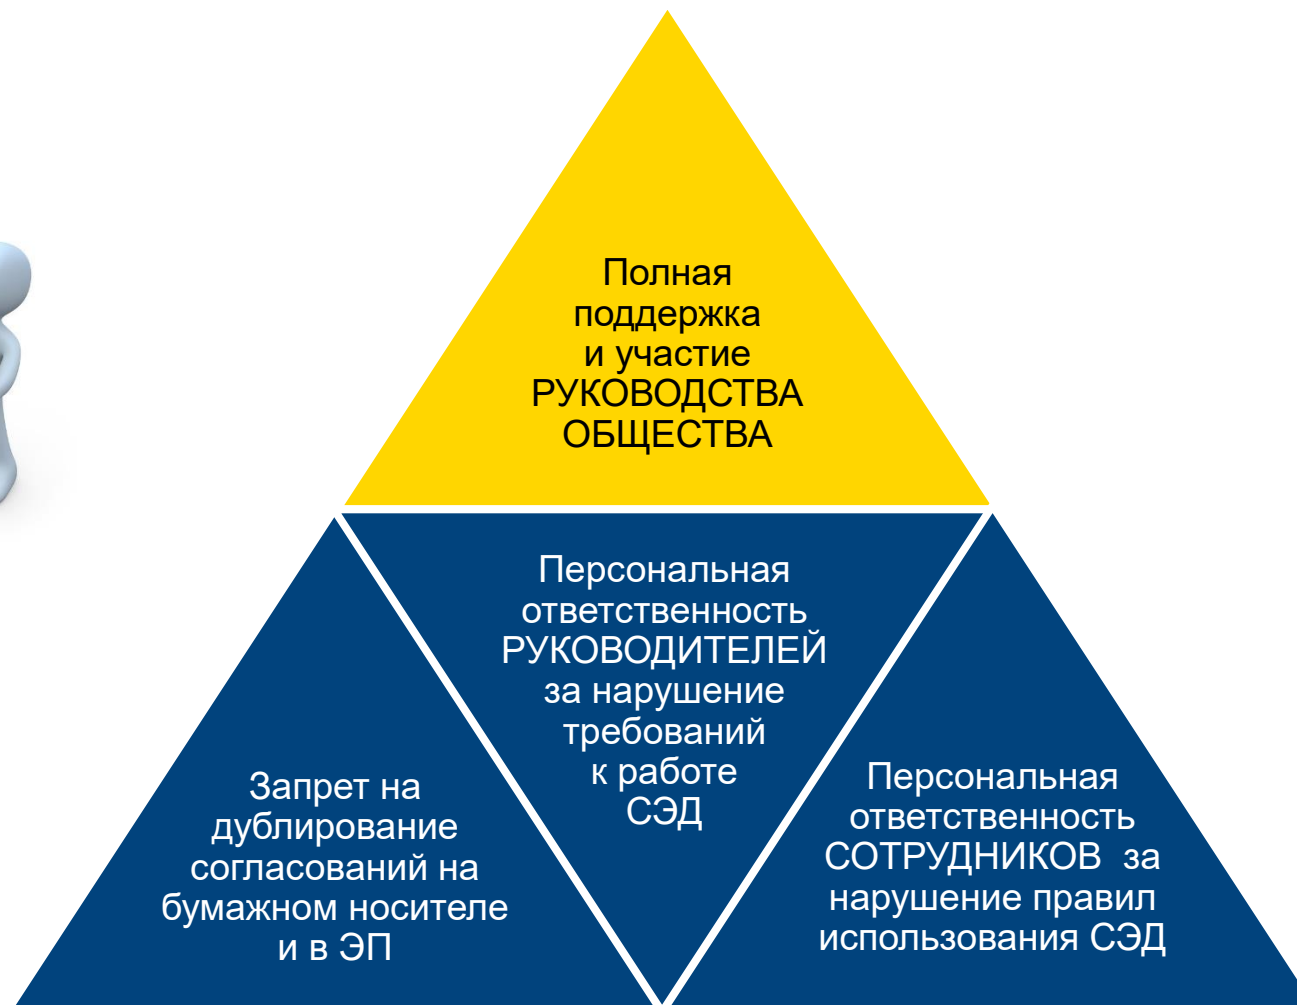 Полная
поддержка
и участие
РУКОВОДСТВА
ОБЩЕСТВА
Персональная
ответственность
РУКОВОДИТЕЛЕЙ
за нарушение
требований
к работе
СЭД
Запрет на
дублирование
согласований на
бумажном носителе
и в ЭП
Персональная
ответственность
СОТРУДНИКОВ за
нарушение правил
использования СЭД